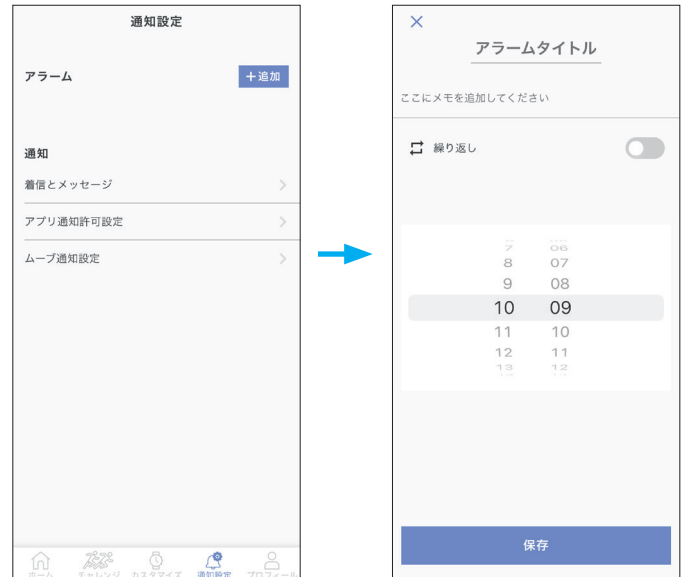 通知設定
アラーム
+追加
通知
着信とメッセージ
アプリ通知許可設定
ムーブ通知設定
ホーム チャレンジ カスタマイズ 通知設定 プロフィール
×
アラームタイトル
ここにメモを追加してください
繰り返し
7 06
8 07
9 08
10 09
11 10
12 11
13 12
保存